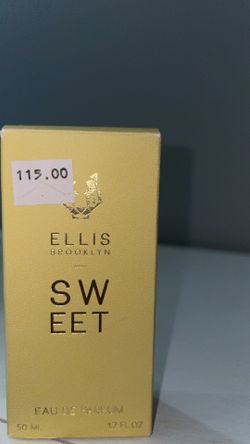 115.00
ELLIS
BROOKLYN
SW
EET
EAU DE PARFUM
50 ML 1.7 FL OZ